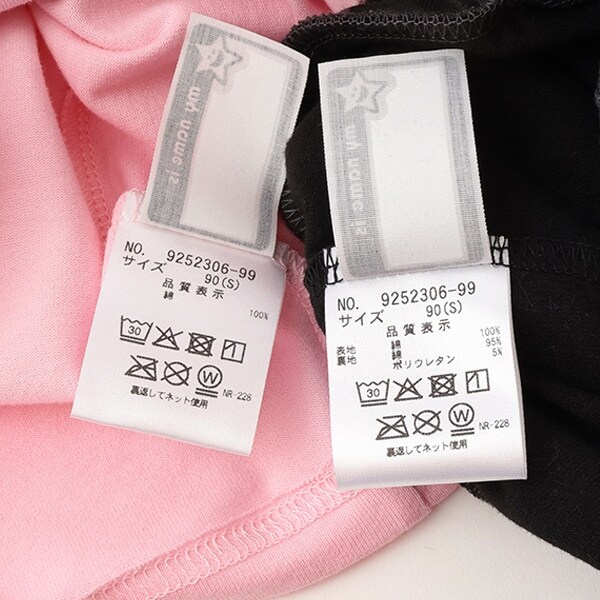 my name is
NO. 9252306-99
サイズ 90(S)
品質表示
綿 100%
30
W
NR-228
裏返してネット使用
my name is
NO. 9252306-99
サイズ 90(S)
品質表示
表地 綿 100%
裏地 綿 95%
ポリウレタン 5%
30
W
NR-228
裏返してネット使用